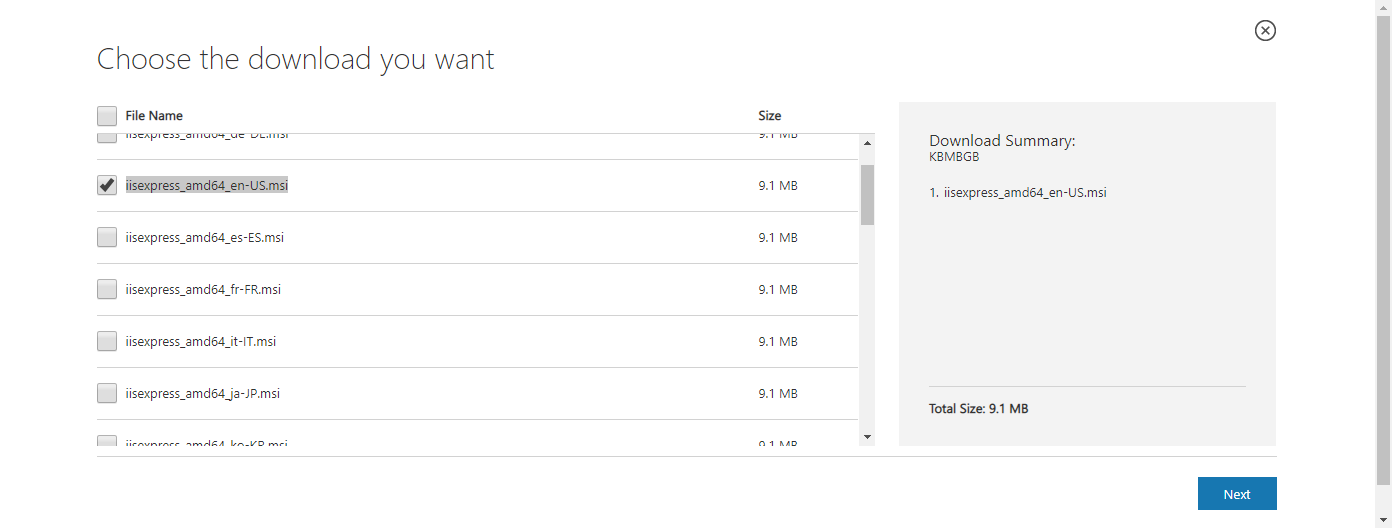 Choose the download you want
File Name Size
iisexpress_amd64_de-DE.msi 9.1 MB
iisexpress_amd64_en-US.msi 9.1 MB
iisexpress_amd64_es-ES.msi 9.1 MB
iisexpress_amd64_fr-FR.msi 9.1 MB
iisexpress_amd64_it-IT.msi 9.1 MB
iisexpress_amd64_ja-JP.msi 9.1 MB
iisexpress_amd64_ko-KR.msi 9.1 MB
Download Summary:
KBMBGB
1. iisexpress_amd64_en-US.msi
Total Size: 9.1 MB
Next